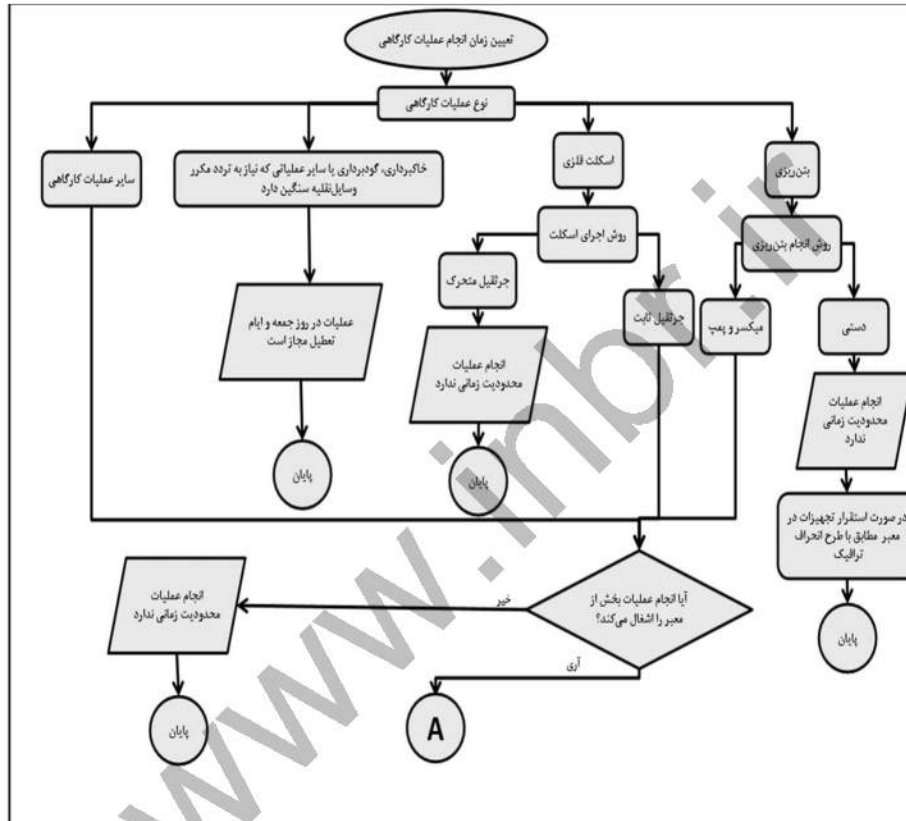 تعیین زمان انجام عملیات کارگاهی
نوع عملیات کارگاهی
بتن‌ریزی
اسکلت فلزی
خاکبرداری، گودبرداری یا سایر عملیاتی که نیاز به تردد مکرر
وسایل‌نقلیه سنگین دارد
سایر عملیات کارگاهی
روش انجام بتن‌ریزی
روش اجرای اسکلت
دستی
میکسر و پمپ
جرثقیل ثابت
جرثقیل متحرک
عملیات در روز جمعه و ایام
تعطیل مجاز است
انجام عملیات
محدودیت زمانی
ندارد
انجام عملیات
محدودیت زمانی ندارد
پایان
پایان
در صورت استقرار تجهیزات در
معبر مطابق با طرح انحراف
ترافیک
پایان
آیا انجام عملیات بخش از
معبر را اشغال می‌کند؟
خیر
انجام عملیات
محدودیت زمانی ندارد
پایان
آری
A
www.inbr.ir